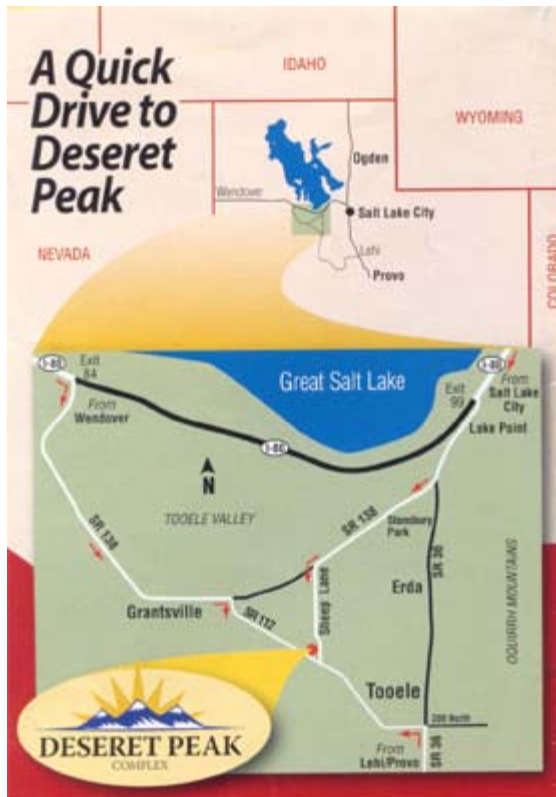 A Quick
Drive to
Deseret
Peak
IDAHO
WYOMING
Ogden
Wendover
Salt Lake City
Lehi
Provo
NEVADA
COLORADO
I-80
Exit
84
From
Wendover
Great Salt Lake
I-80
Exit
99
From
Salt Lake
City
Lake Point
I-80
N
TOOELE VALLEY
SR 138
SR 138
Stansbury
Park
SR 36
Erda
OQUIRRH MOUNTAINS
Grantsville
SR 112
Sheep Lane
Tooele
200 North
From
Lehi/Provo
SR 36
DESERET PEAK
COMPLEX